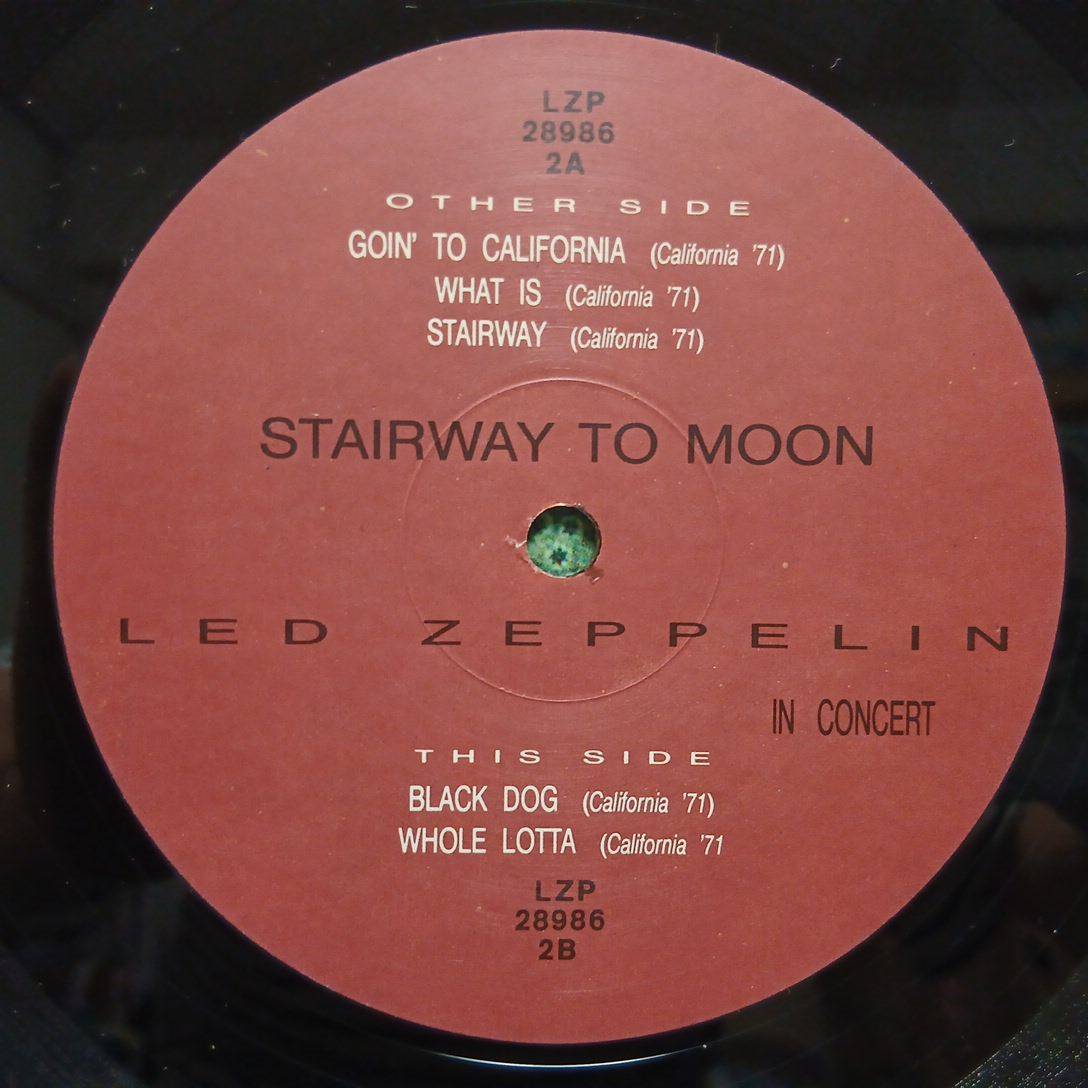 LZP
28986
2A
OTHER SIDE
GOIN' TO CALIFORNIA (California '71)
WHAT IS (California '71)
STAIRWAY (California '71)
STAIRWAY TO MOON
LED ZEPPELIN
IN CONCERT
THIS SIDE
BLACK DOG (California '71)
WHOLE LOTTA (California '71
LZP
28986
2B